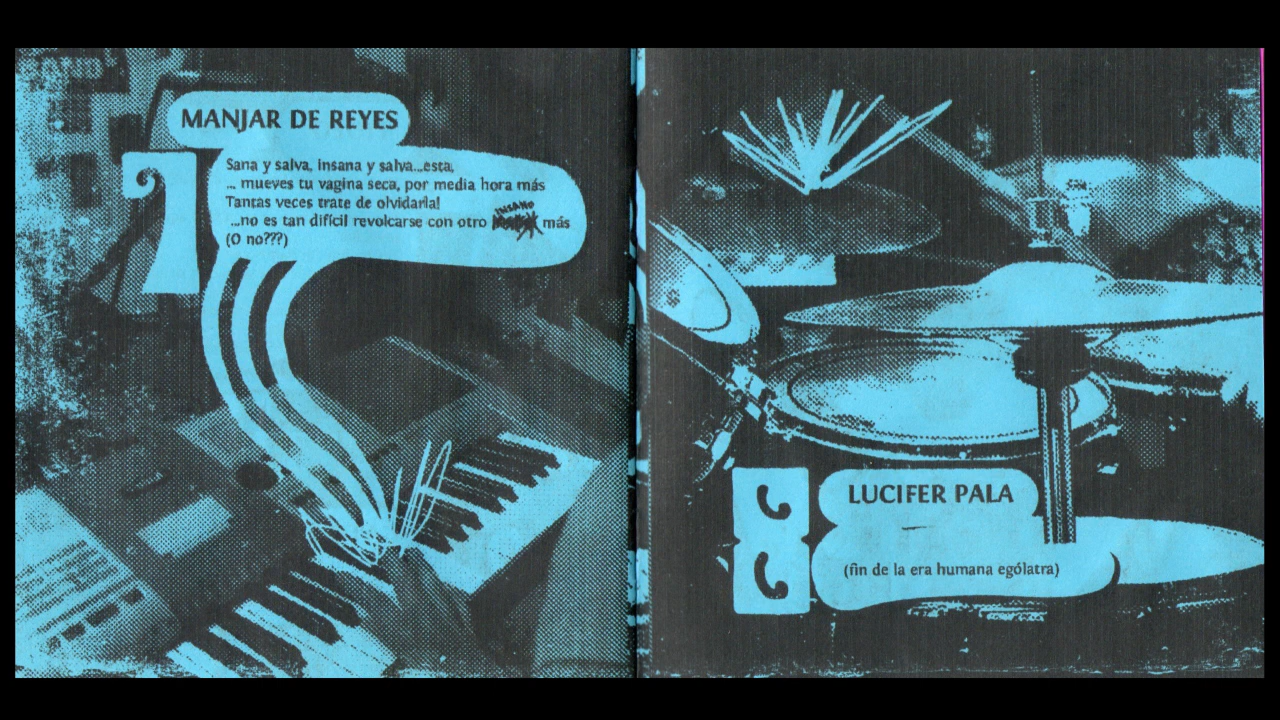 MANJAR DE REYES
Sana y salva, insana y salva...esta,
... mueves tu vagina seca, por media hora más
Tantas veces trate de olvidarla!
...no es tan difícil revolcarse con otro INSANO más
(O no???)
LUCIFER PALA
(fin de la era humana ególatra)